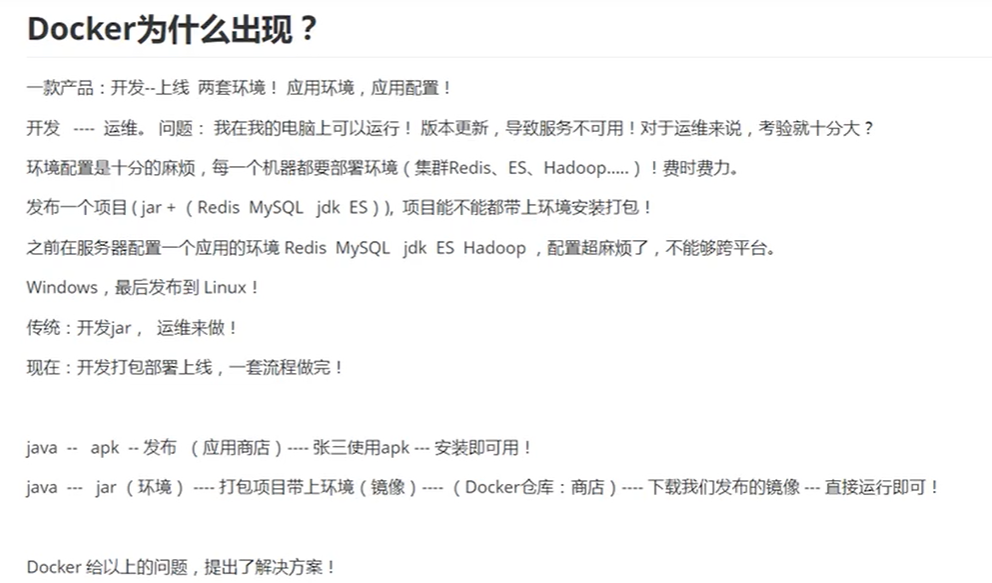 Docker为什么出现？
一款产品：开发--上线 两套环境！ 应用环境，应用配置！
开发 ---- 运维。 问题： 我在我的电脑上可以运行！ 版本更新，导致服务不可用！对于运维来说，考验就十分大？
环境配置是十分的麻烦，每一个机器都要部署环境（集群Redis、ES、Hadoop.....）！费时费力。
发布一个项目 ( jar + （ Redis MySQL jdk ES ) ), 项目能不能都带上环境安装打包！
之前在服务器配置一个应用的环境 Redis MySQL jdk ES Hadoop ，配置超麻烦了，不能够跨平台。
Windows，最后发布到 Linux！
传统：开发jar， 运维来做！
现在：开发打包部署上线，一套流程做完！
java -- apk -- 发布 （应用商店）---- 张三使用apk --- 安装即可用！
java --- jar（环境） ---- 打包项目带上环境（镜像）---- （Docker仓库：商店）---- 下载我们发布的镜像 --- 直接运行即可！
Docker 给以上的问题，提出了解决方案！